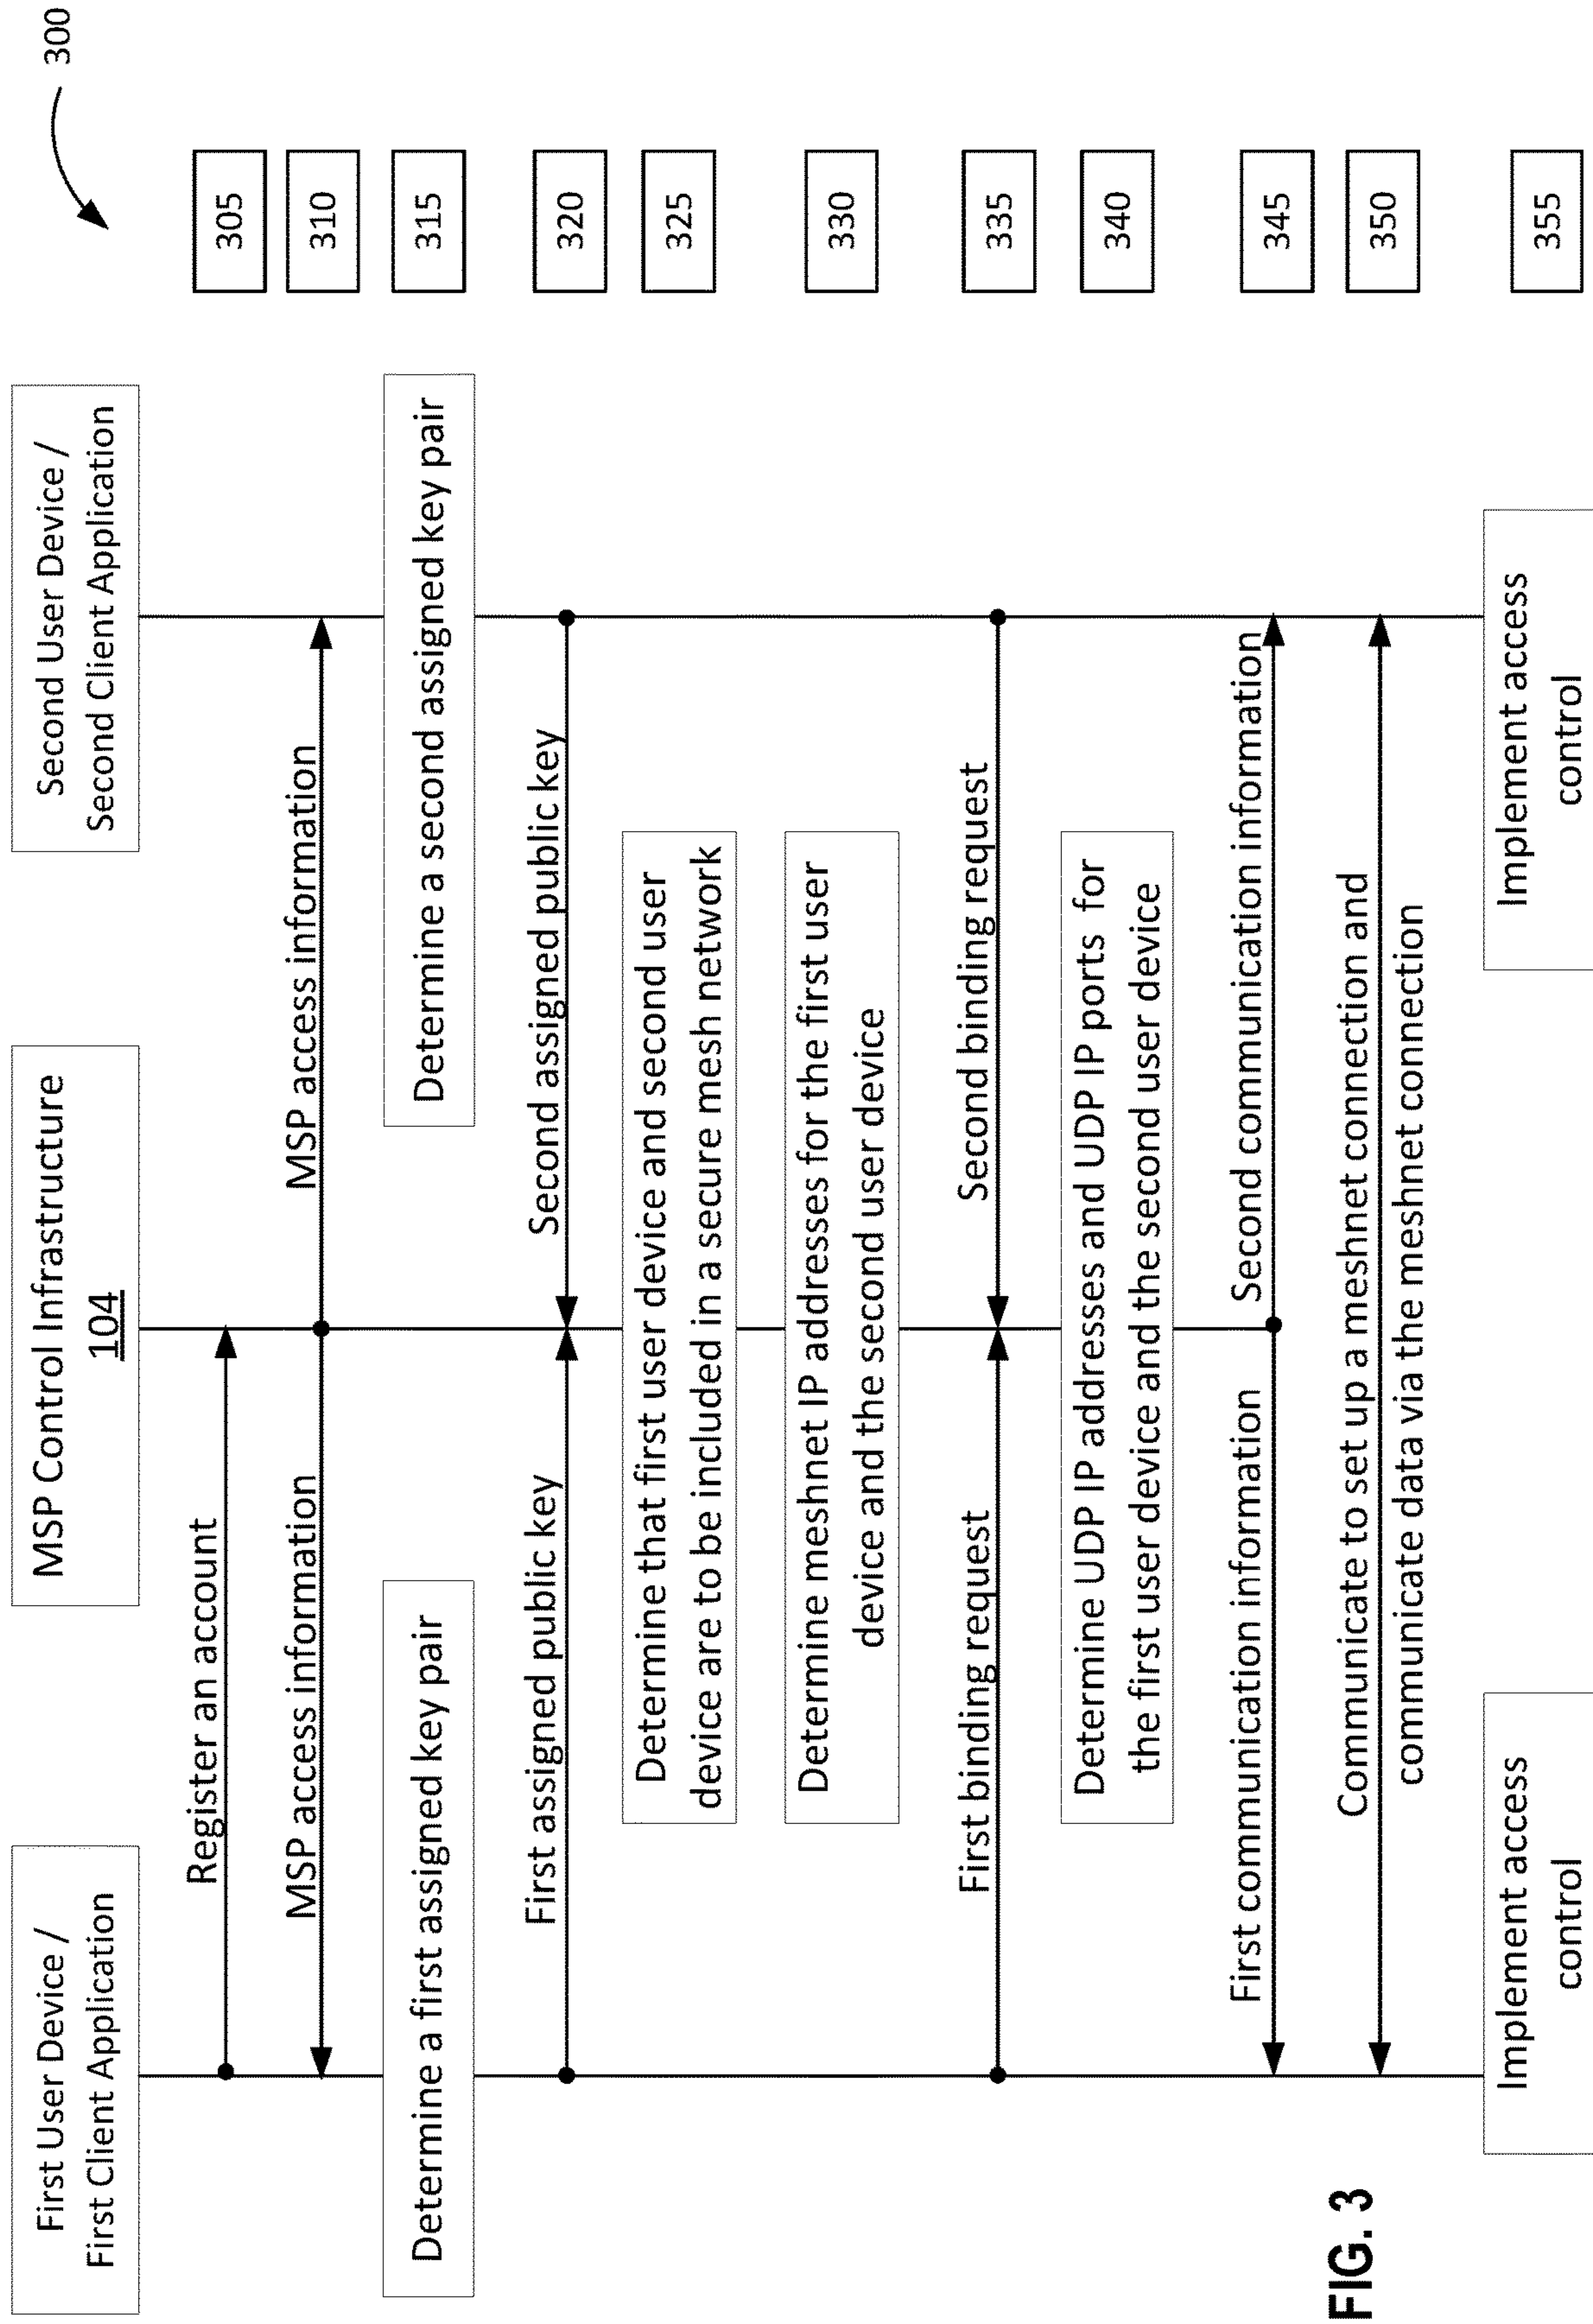 300
First User Device /
First Client Application
MSP Control Infrastructure
104
Second User Device /
Second Client Application
Register an account
305
MSP access information
MSP access information
310
Determine a first assigned key pair
Determine a second assigned key pair
315
First assigned public key
Second assigned public key
320
Determine that first user device and second user
device are to be included in a secure mesh network
325
Determine meshnet IP addresses for the first user
device and the second user device
330
First binding request
Second binding request
335
Determine UDP IP addresses and UDP IP ports for
the first user device and the second user device
340
First communication information
Second communication information
345
Communicate to set up a meshnet connection and
communicate data via the meshnet connection
350
Implement access
control
Implement access
control
355
FIG. 3